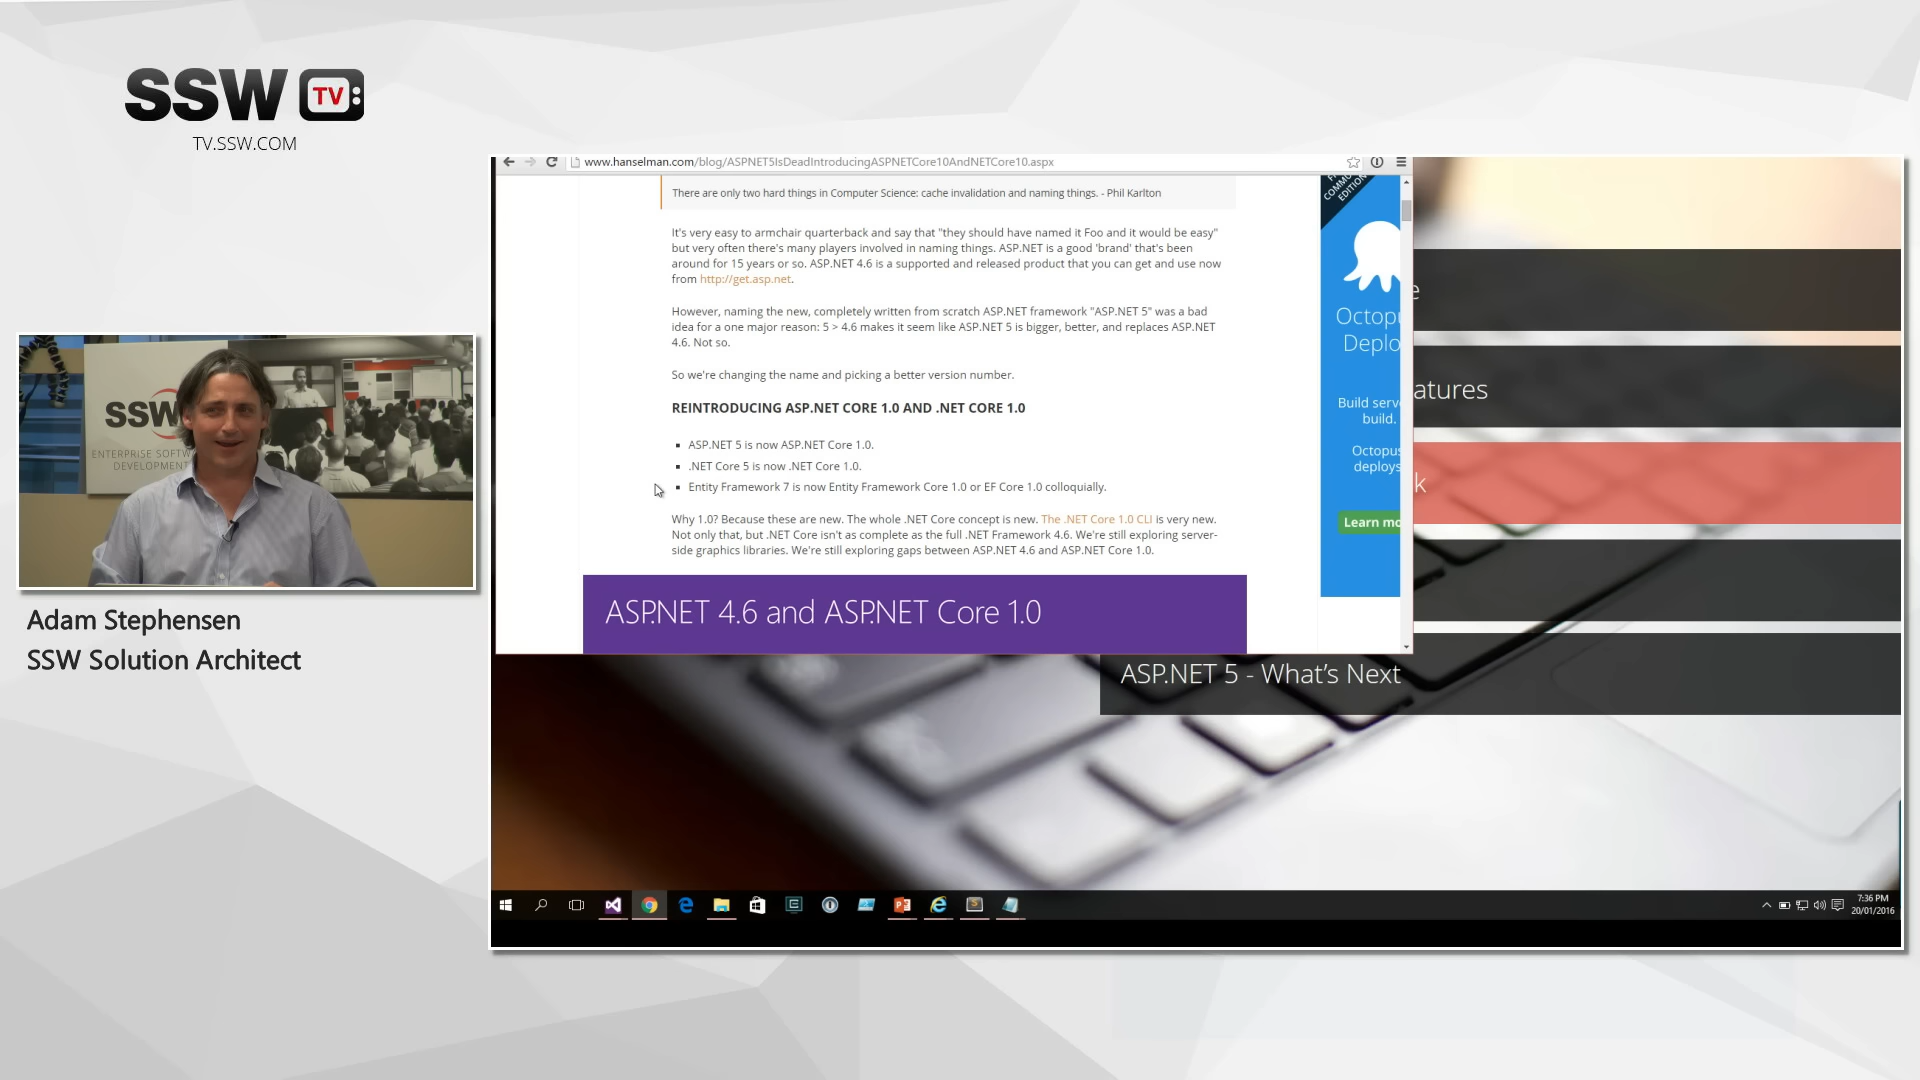 SSW TV
TV.SSW.COM
www.hanselman.com/blog/ASPNET5IsDeadIntroducingASPNETCore10AndNETCore10.aspx
There are only two hard things in Computer Science: cache invalidation and naming things. - Phil Karlton
It's very easy to armchair quarterback and say that "they should have named it Foo and it would be easy"
but very often there's many players involved in naming things. ASP.NET is a good 'brand' that's been
around for 15 years or so. ASP.NET 4.6 is a supported and released product that you can get and use now
from http://get.asp.net.
However, naming the new, completely written from scratch ASP.NET framework "ASP.NET 5" was a bad
idea for a one major reason: 5 > 4.6 makes it seem like ASP.NET 5 is bigger, better, and replaces ASP.NET
4.6. Not so.
So we're changing the name and picking a better version number.
REINTRODUCING ASP.NET CORE 1.0 AND .NET CORE 1.0
▪ ASP.NET 5 is now ASP.NET Core 1.0.
▪ .NET Core 5 is now .NET Core 1.0.
▪ Entity Framework 7 is now Entity Framework Core 1.0 or EF Core 1.0 colloquially.
Why 1.0? Because these are new. The whole .NET Core concept is new. The .NET Core 1.0 CLI is very new.
Not only that, but .NET Core isn't as complete as the full .NET Framework 4.6. We're still exploring server-
side graphics libraries. We're still exploring gaps between ASP.NET 4.6 and ASP.NET Core 1.0.
ASP.NET 4.6 and ASP.NET Core 1.0
COMMU
EDITION
Octopu
Deplo
Build serv
build.
Octopus
deploys
Learn mo
e
atures
k
ASP.NET 5 - What's Next
SSW
ENTERPRISE SOFTW
DEVELOPMENT
Adam Stephensen
SSW Solution Architect
7:36 PM
20/01/2016